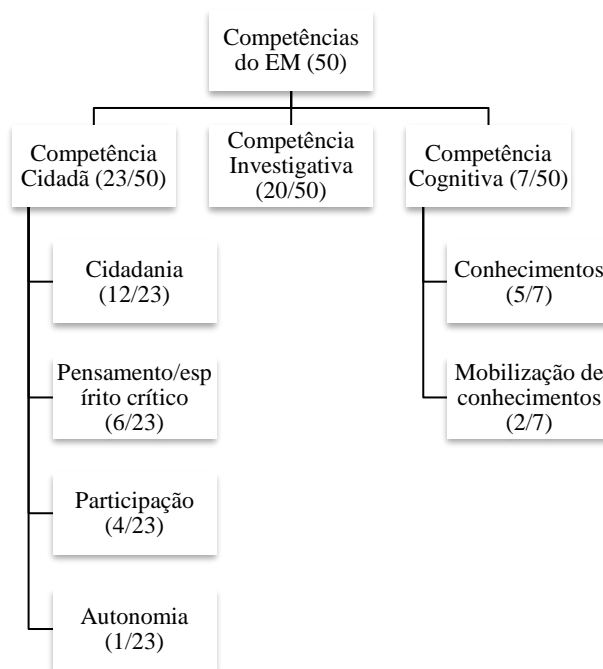 Competências
do EM (50)
Competência
Cidadã (23/50)
Competência
Investigativa
(20/50)
Competência
Cognitiva (7/50)
Cidadania
(12/23)
Pensamento/esp
írito crítico
(6/23)
Participação
(4/23)
Autonomia
(1/23)
Conhecimentos
(5/7)
Mobilização de
conhecimentos
(2/7)